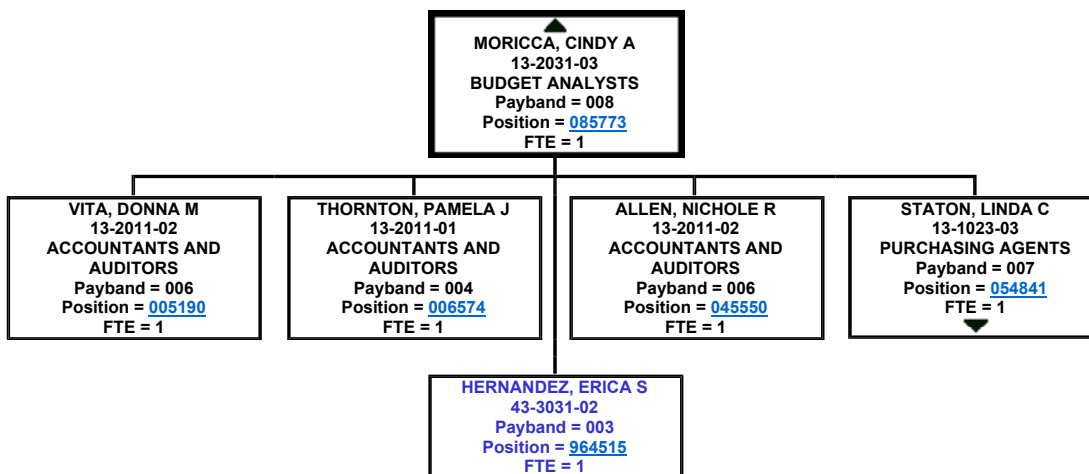 MORICCA, CINDY A
13-2031-03
BUDGET ANALYSTS
Payband = 008
Position = 085773
FTE = 1
VITA, DONNA M
13-2011-02
ACCOUNTANTS AND
AUDITORS
Payband = 006
Position = 005190
FTE = 1
THORNTON, PAMELA J
13-2011-01
ACCOUNTANTS AND
AUDITORS
Payband = 004
Position = 006574
FTE = 1
ALLEN, NICHOLE R
13-2011-02
ACCOUNTANTS AND
AUDITORS
Payband = 006
Position = 045550
FTE = 1
STATON, LINDA C
13-1023-03
PURCHASING AGENTS
Payband = 007
Position = 054841
FTE = 1
HERNANDEZ, ERICA S
43-3031-02
Payband = 003
Position = 964515
FTE = 1